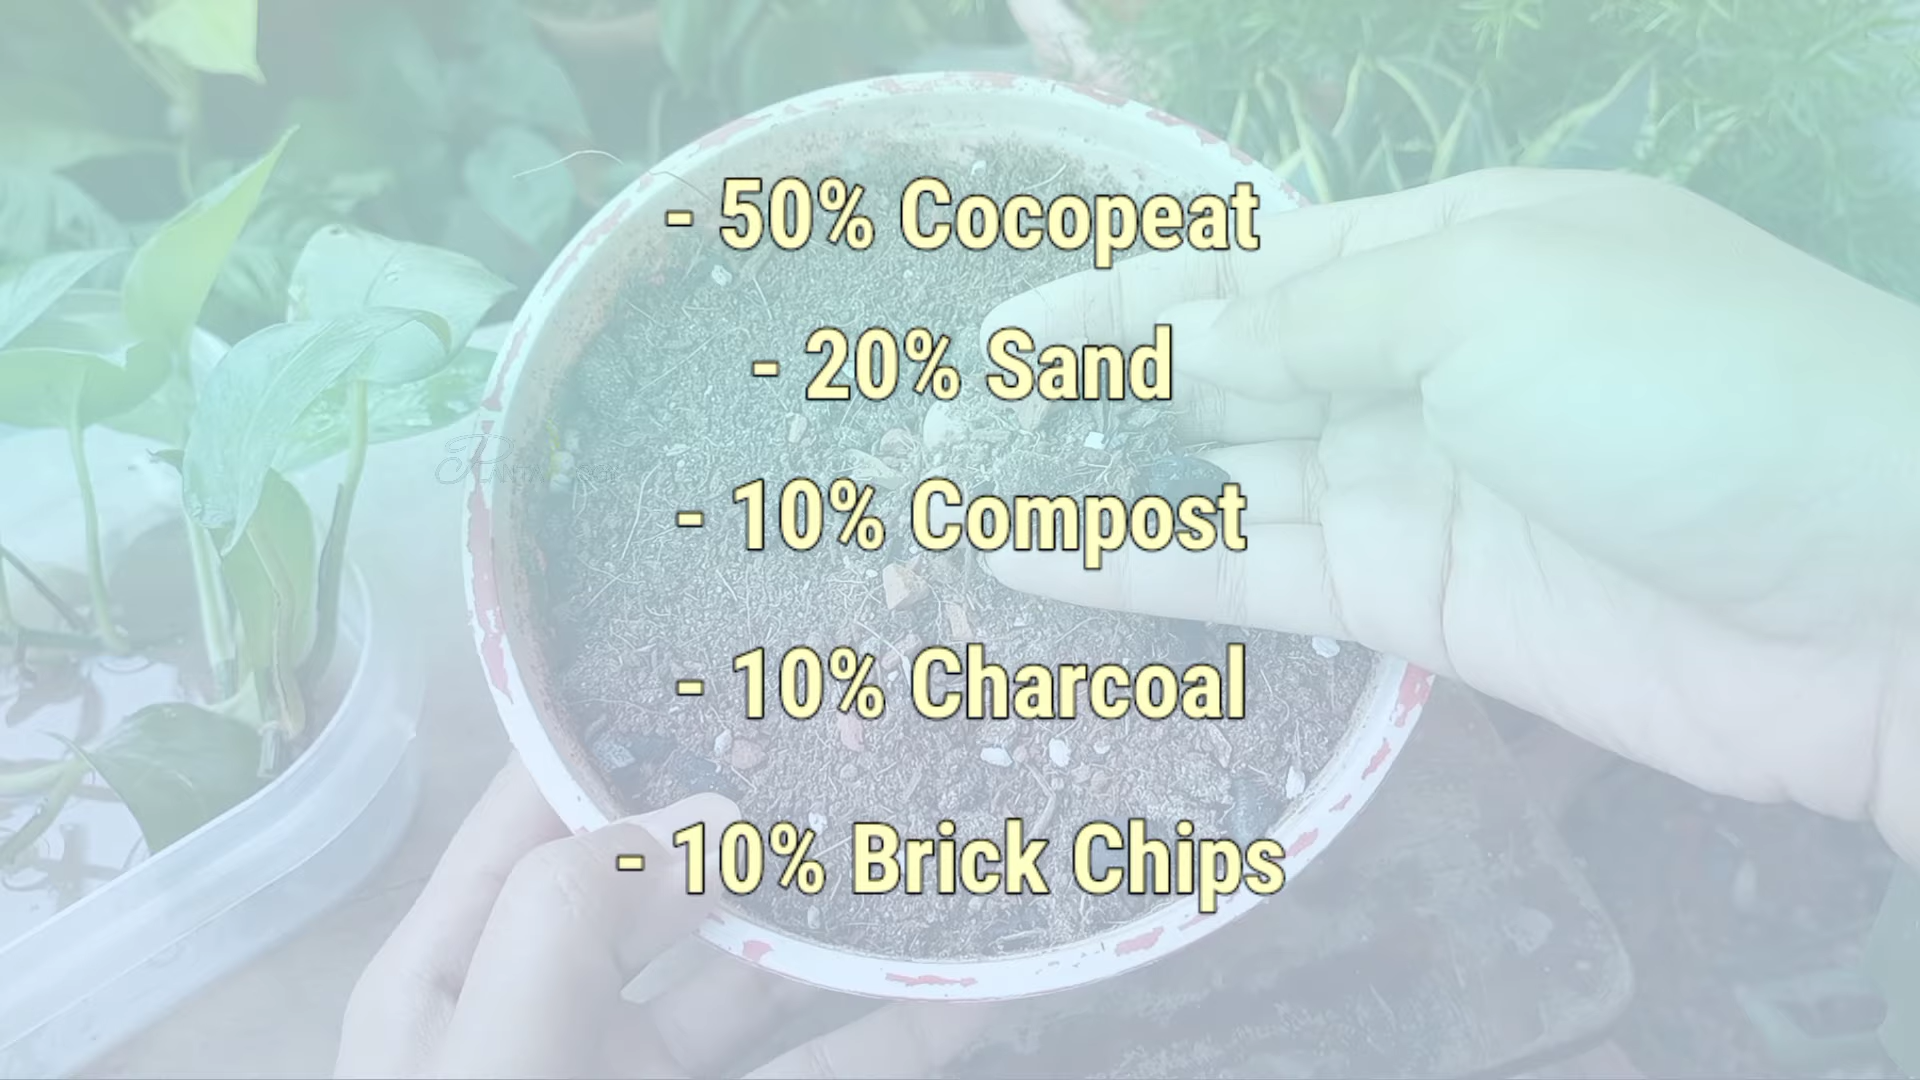 - 50% Cocopeat
- 20% Sand
- 10% Compost
- 10% Charcoal
- 10% Brick Chips